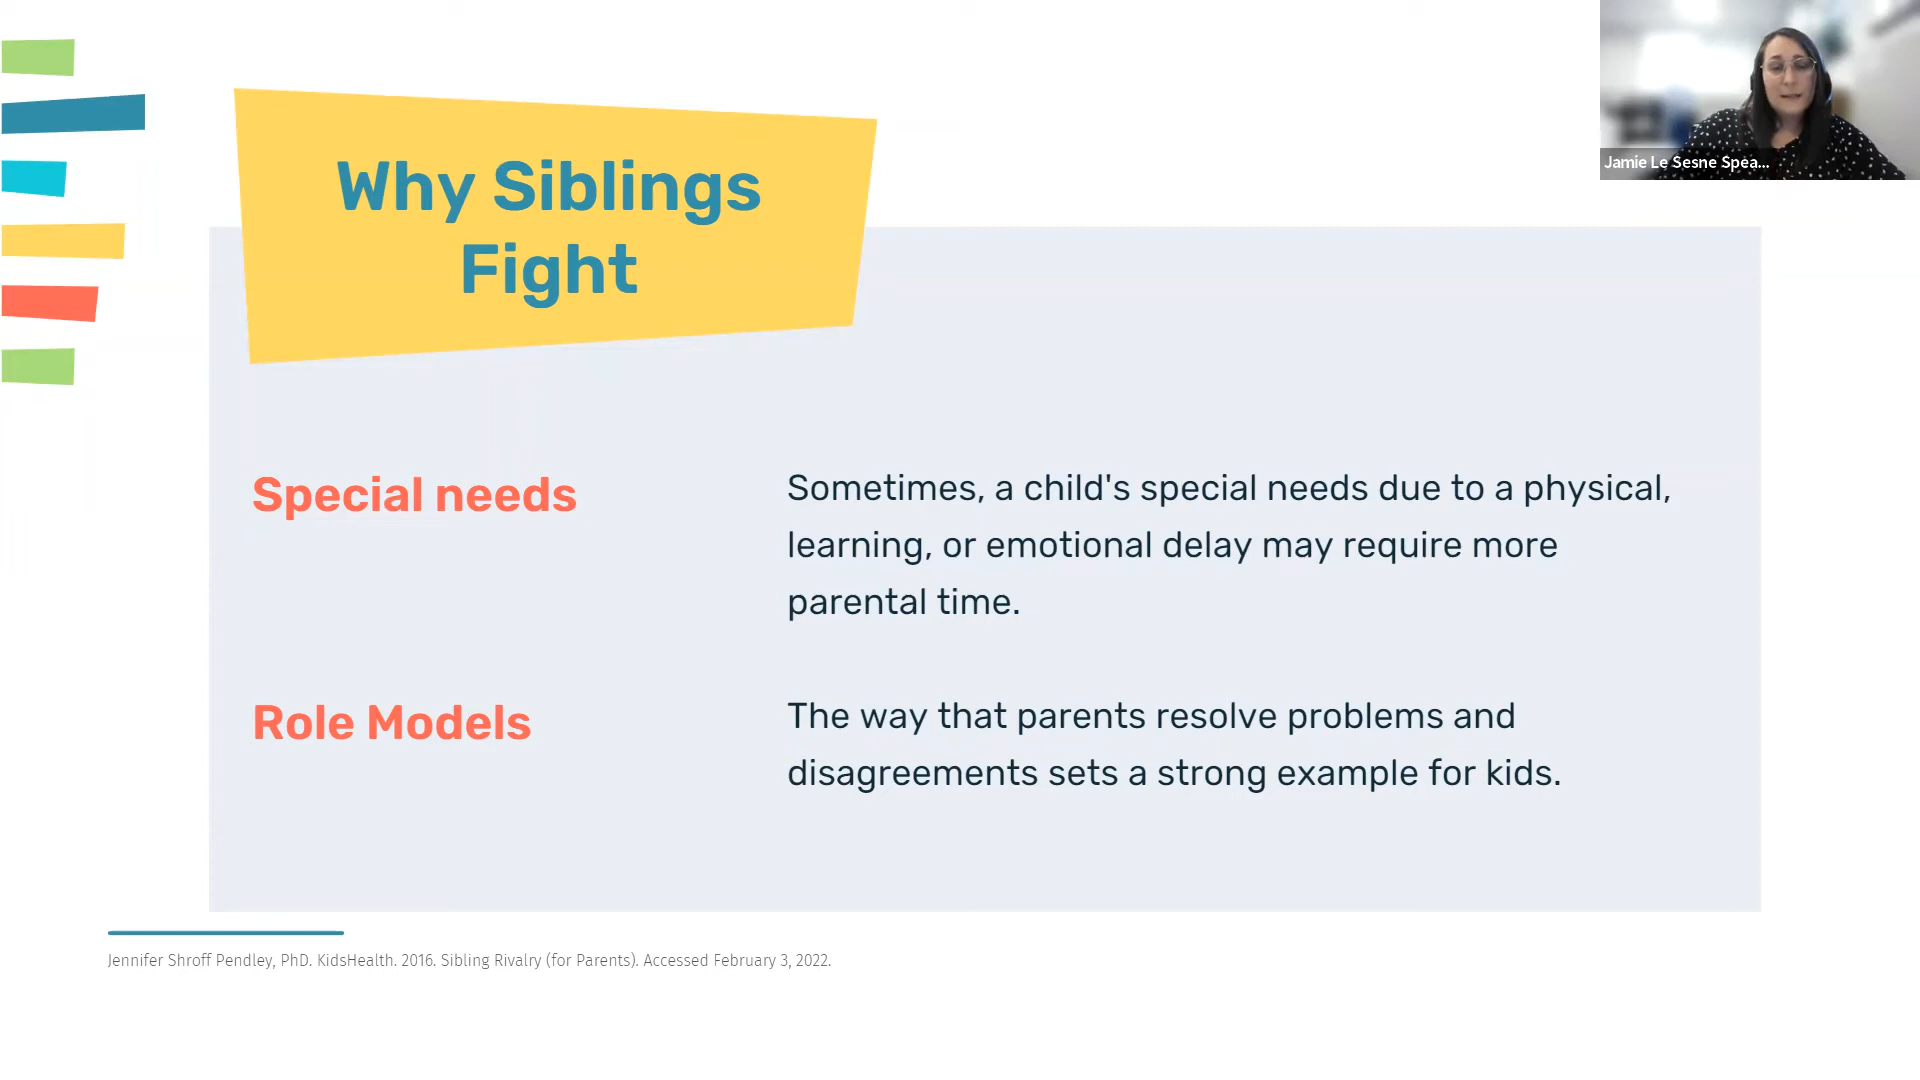 Why Siblings
Fight
Jamie Le Sesne Spea...
Special needs
Sometimes, a child's special needs due to a physical,
learning, or emotional delay may require more
parental time.
Role Models
The way that parents resolve problems and
disagreements sets a strong example for kids.
Jennifer Shroff Pendley, PhD. KidsHealth. 2016. Sibling Rivalry (for Parents). Accessed February 3, 2022.